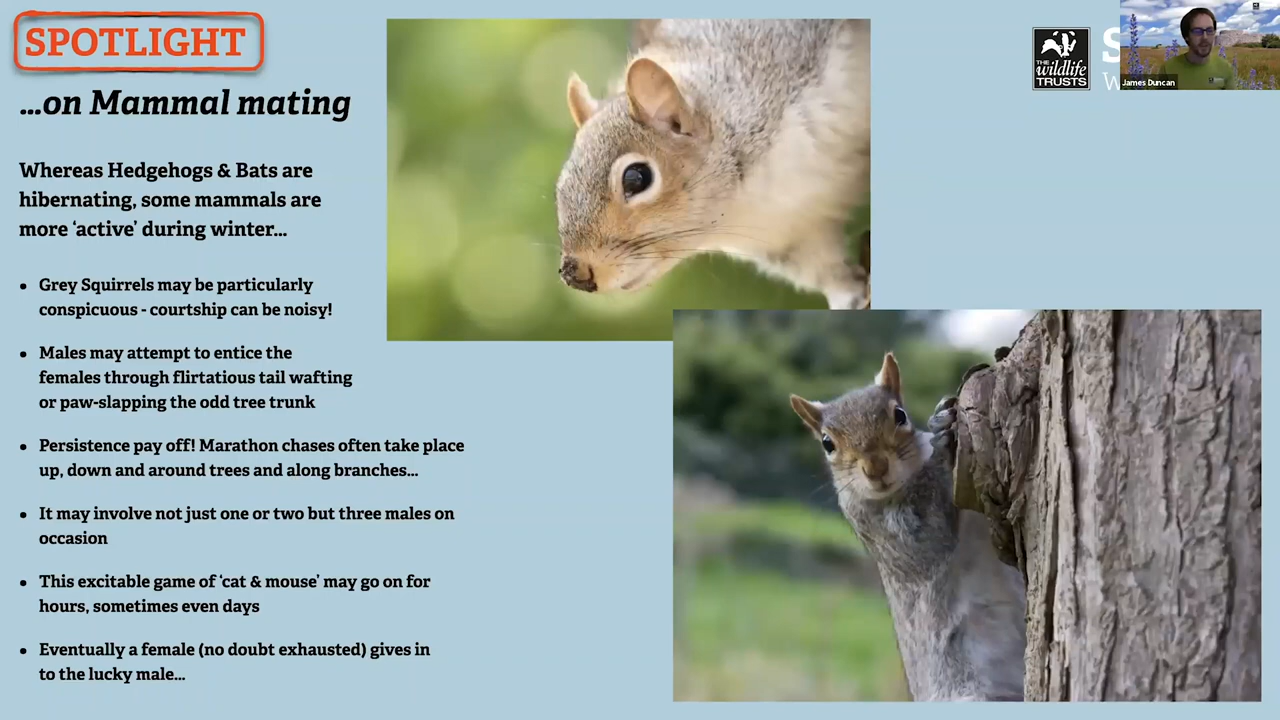 SPOTLIGHT
...on Mammal mating
Whereas Hedgehogs & Bats are
hibernating, some mammals are
more ‘active’ during winter...
• Grey Squirrels may be particularly
conspicuous - courtship can be noisy!
• Males may attempt to entice the
females through flirtatious tail wafting
or paw-slapping the odd tree trunk
• Persistence pay off! Marathon chases often take place
up, down and around trees and along branches...
• It may involve not just one or two but three males on
occasion
• This excitable game of ‘cat & mouse’ may go on for
hours, sometimes even days
• Eventually a female (no doubt exhausted) gives in
to the lucky male...
THE
wildlife
TRUSTS
James Duncan